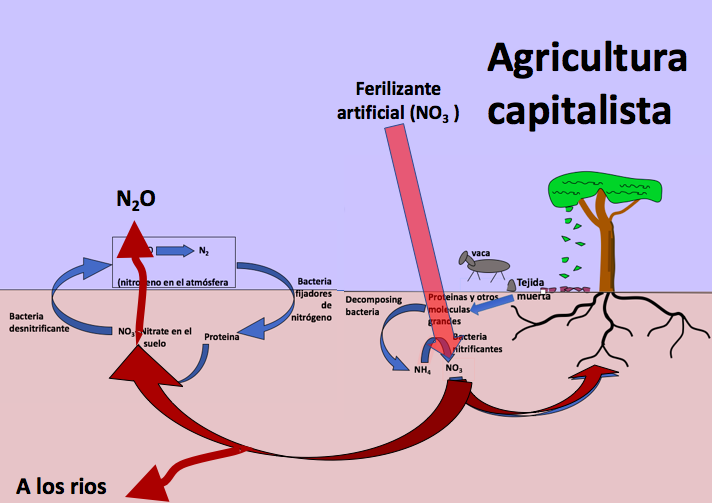 Agricultura
capitalista
Ferilizante
artificial (NO₃ )
N₂O
N₂
(nitrogeno en el atmósfera
Bacteria
desnitrificante
Bacteria
fijadores
de
nitrógeno
NO₃ Nitrate en el
suelo
Proteina
vaca
Tejida
muerta
Decomposing
bacteria
Proteinas y otros
moleculas
grandes
Bacteria
nitrificantes
NH₄
NO₃
A los rios